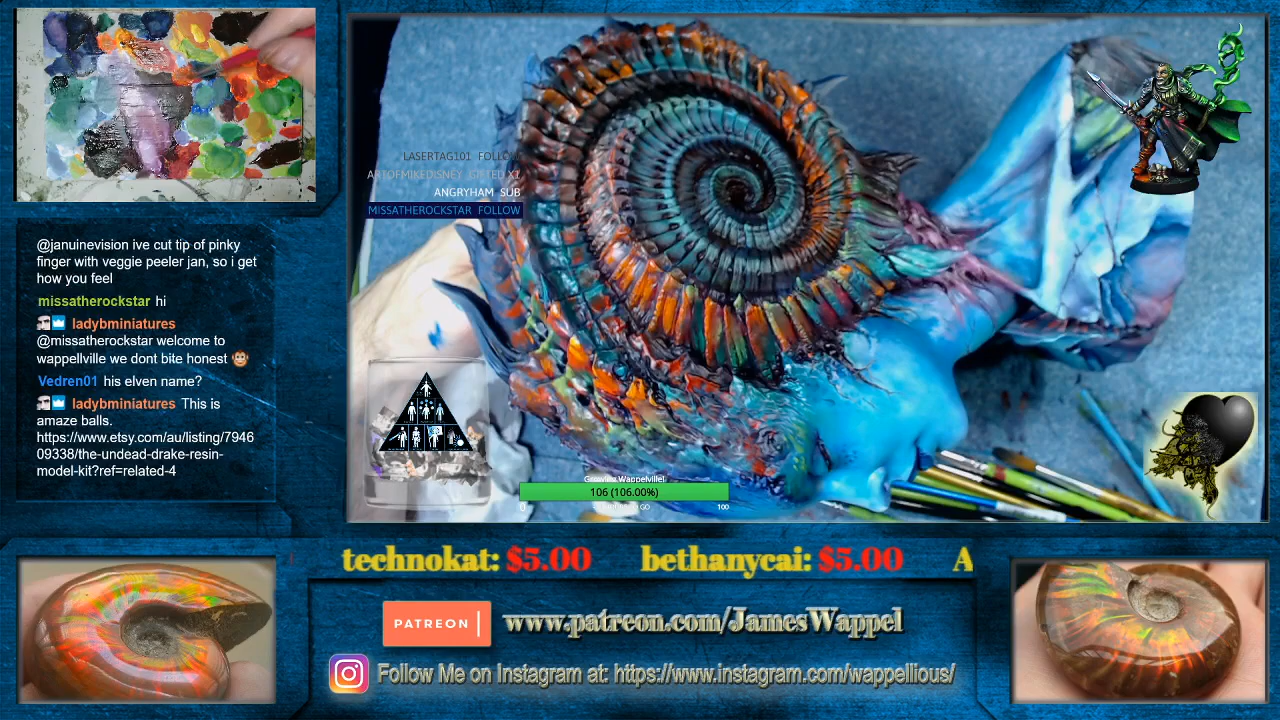 @januinevision ive cut tip of pinky
finger with veggie peeler jan, so i get
how you feel
missatherockstar hi
ladybminiatures
@missatherockstar welcome to
wappellville we dont bite honest
Vedren01 his elven name?
ladybminiatures This is
amaze balls.
https://www.etsy.com/au/listing/7946
09338/the-undead-drake-resin-
model-kit?ref=related-4
LASERTAG101 FOLLOW
ARTOFMIKEDISNEY GIFTED X1
ANGRYHAM SUB
MISSATHEROCKSTAR FOLLOW
Growing Wappelville!
106 (106.00%)
0 100
technokat: $5.00 bethanycai: $5.00 A
PATREON www.patreon.com/JamesWappel
Follow Me on Instagram at: https://www.instagram.com/wappellious/